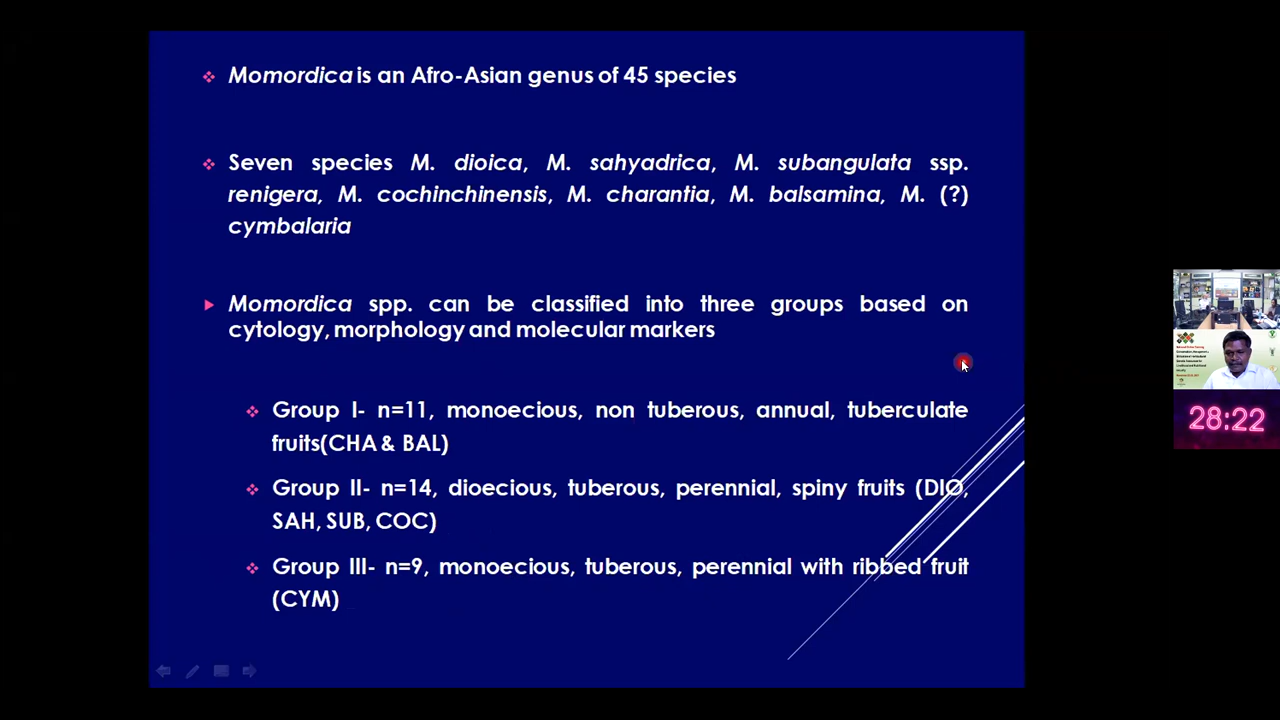 Momordica is an Afro-Asian genus of 45 species
Seven species M. dioica, M. sahyadrica, M. subangulata ssp.
renigera, M. cochinchinensis, M. charantia, M. balsamina, M. (?)
cymbalaria
Momordica spp. can be classified into three groups based on
cytology, morphology and molecular markers
Group I- n=11, monoecious, non tuberous, annual, tuberculate
fruits(CHA & BAL)
Group II- n=14, dioecious, tuberous, perennial, spiny fruits (DIO,
SAH, SUB, COC)
Group III- n=9, monoecious, tuberous, perennial with ribbed fruit
(CYM)
28:22